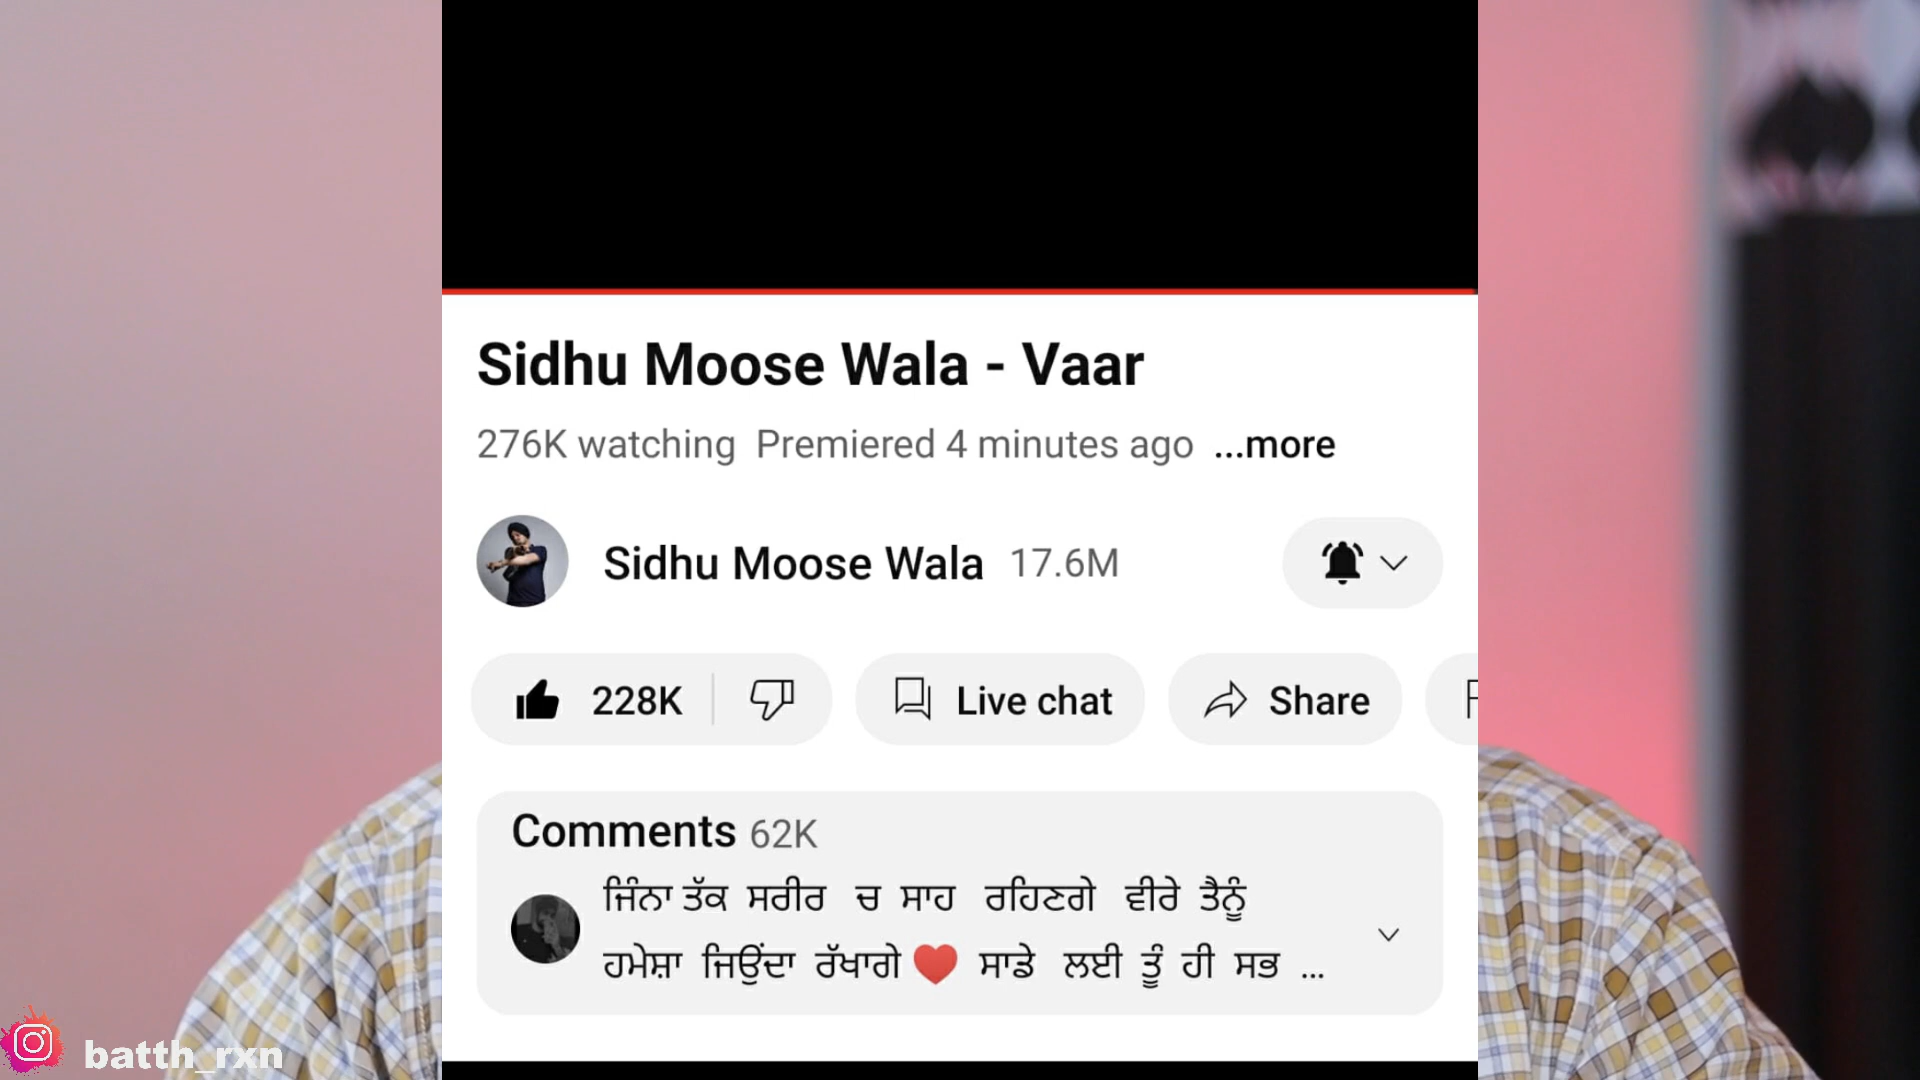 Sidhu Moose Wala - Vaar
276K watching Premiered 4 minutes ago ...more
Sidhu Moose Wala 17.6M
228K Live chat Share
Comments 62K
ਜਿੰਨਾ ਤੱਕ ਸਰੀਰ ਚ ਸਾਹ ਰਹਿਣਗੇ ਵੀਰੇ ਤੈਨੂੰ
ਹਮੇਸ਼ਾ ਜਿਉਂਦਾ ਰੱਖਾਗੇ❤️ ਸਾਡੇ ਲਈ ਤੂੰ ਹੀ ਸਭ ...
batth_rxn